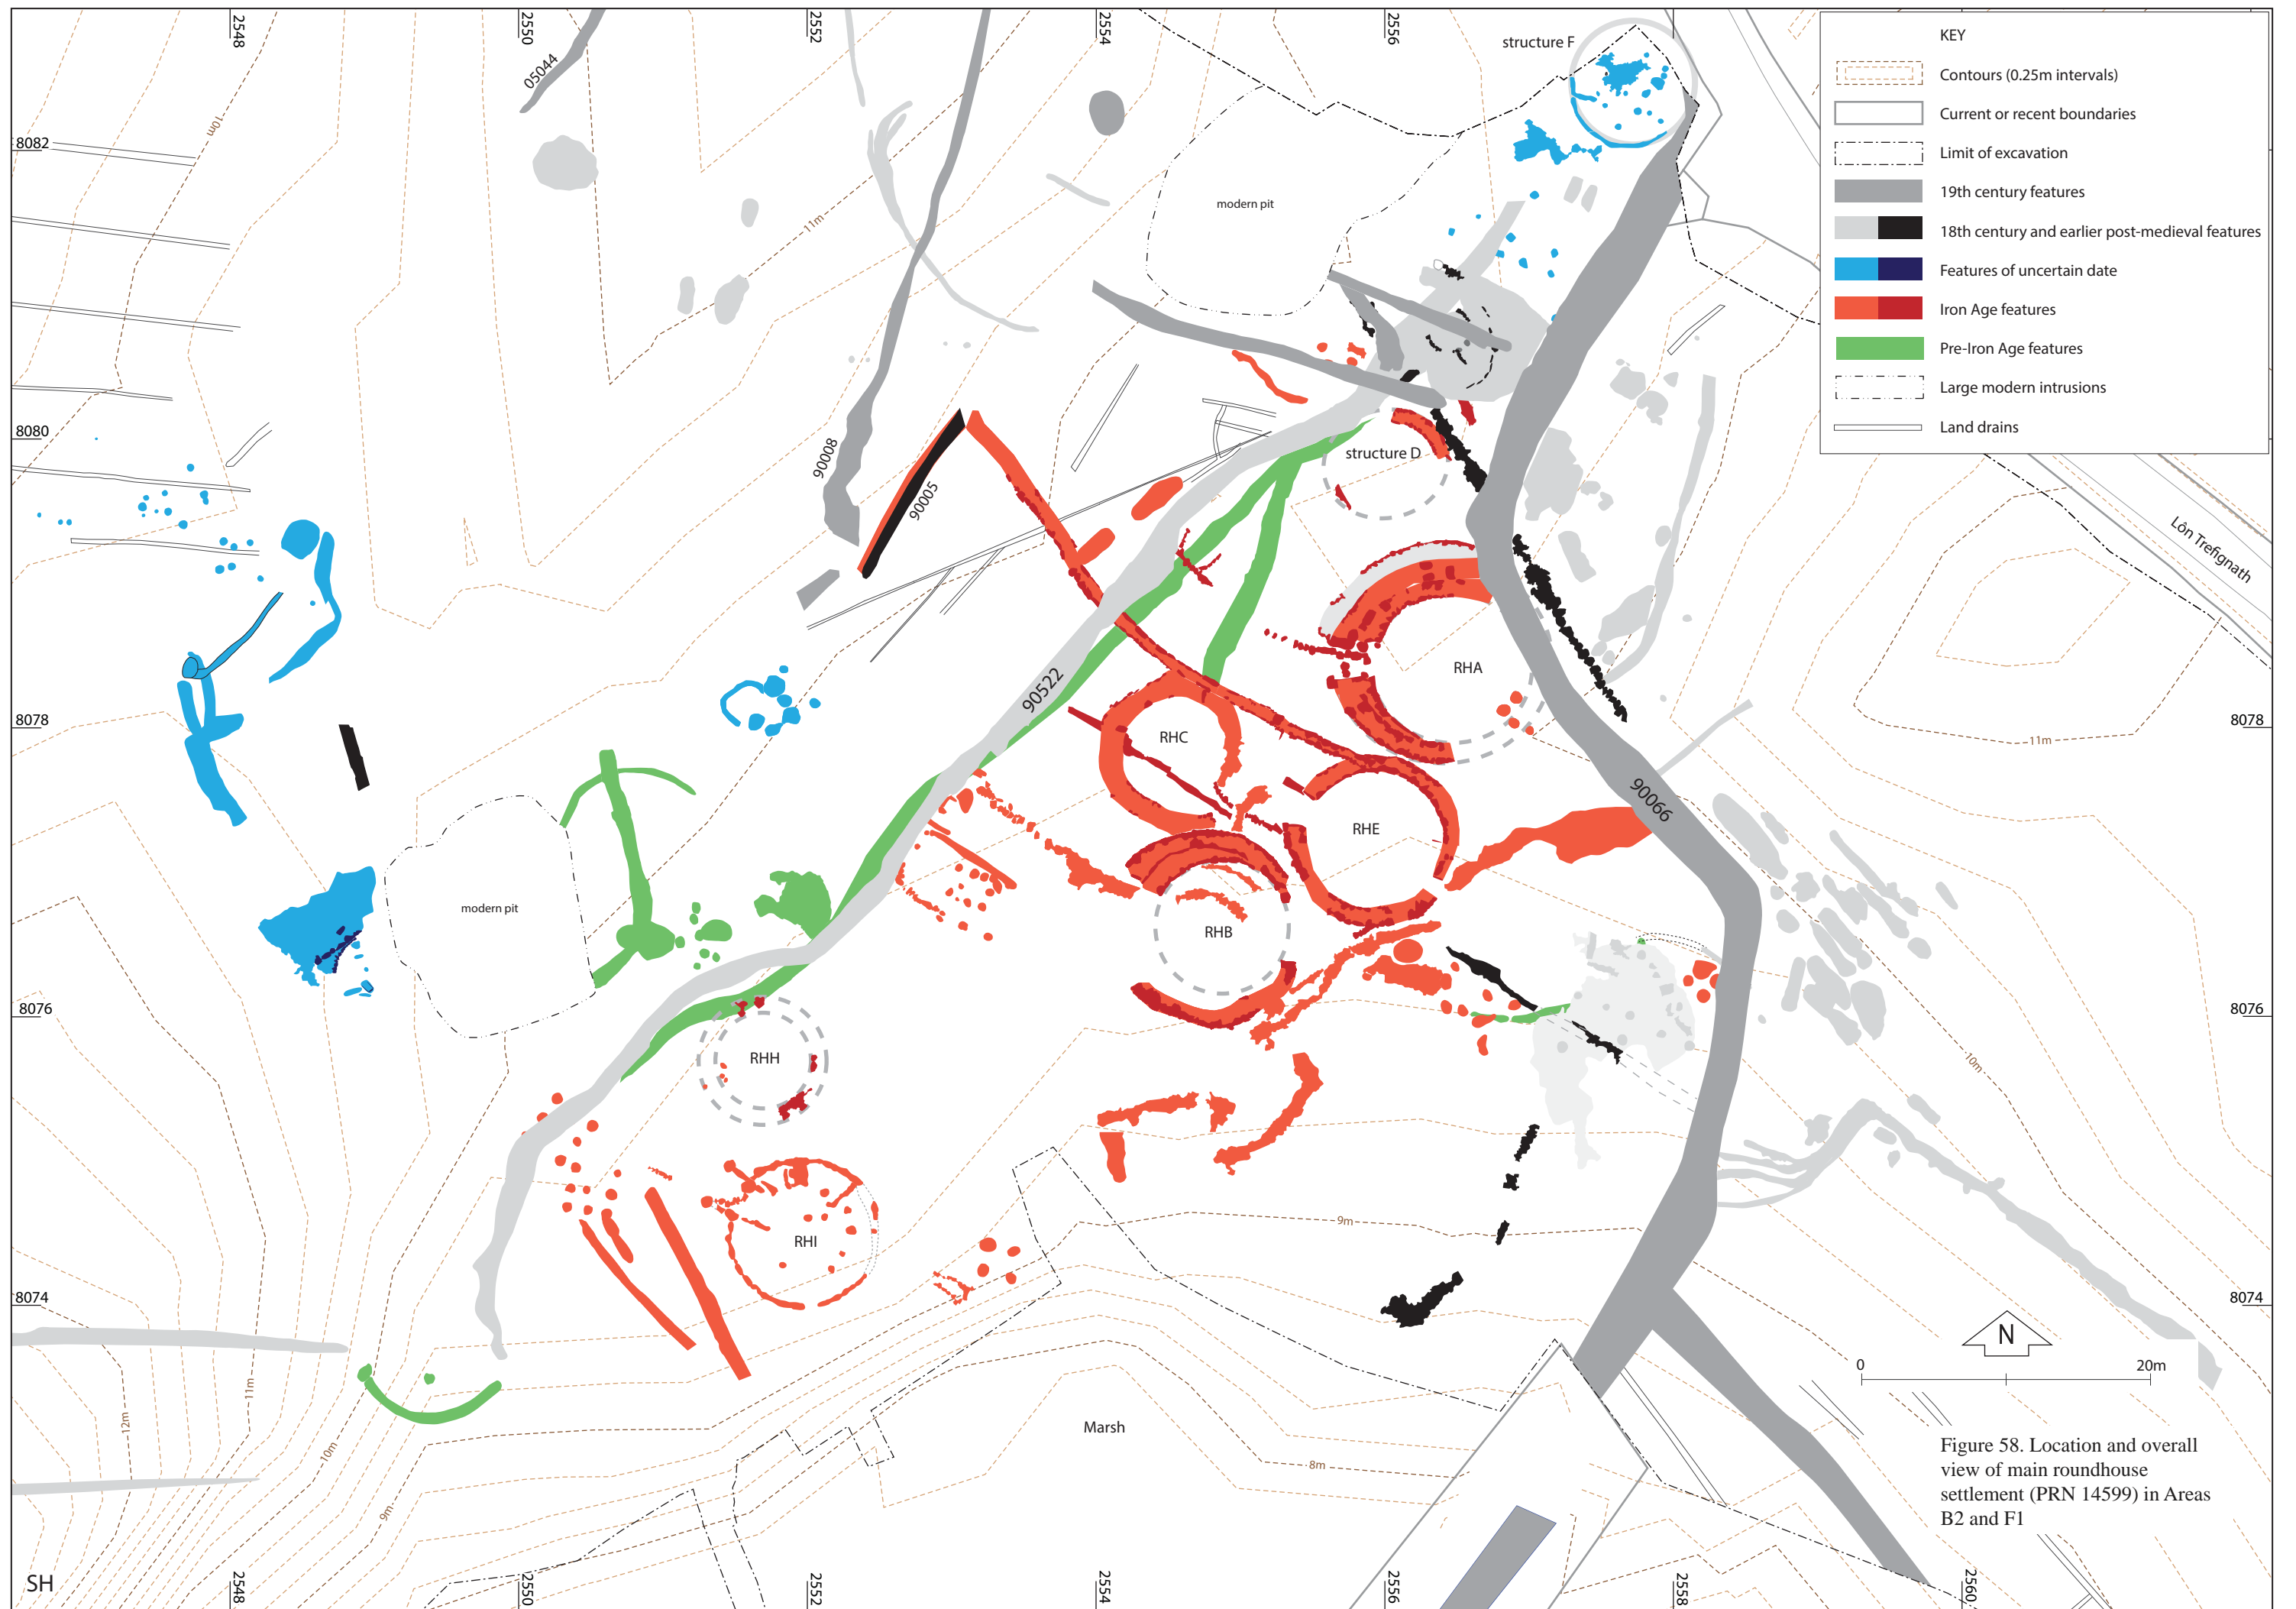 2548
2550
2552
2554
2556
structure F
05044
10m
8082
11m
modern pit
KEY
Contours (0.25m intervals)
Current or recent boundaries
Limit of excavation
19th century features
18th century and earlier post-medieval features
Features of uncertain date
Iron Age features
Pre-Iron Age features
Large modern intrusions
Land drains
8080
90008
90005
structure D
Lôn Trefignath
RHA
90522
8078
RHC
8078
11m
RHE
90066
modern pit
RHB
8076
8076
RHH
10m
9m
RHI
8074
8074
N
0
20m
11m
12m
10m
9m
Marsh
8m
Figure 58. Location and overall
view of main roundhouse
settlement (PRN 14599) in Areas
B2 and F1
SH
2548
2550
2552
2554
2556
2558
2560